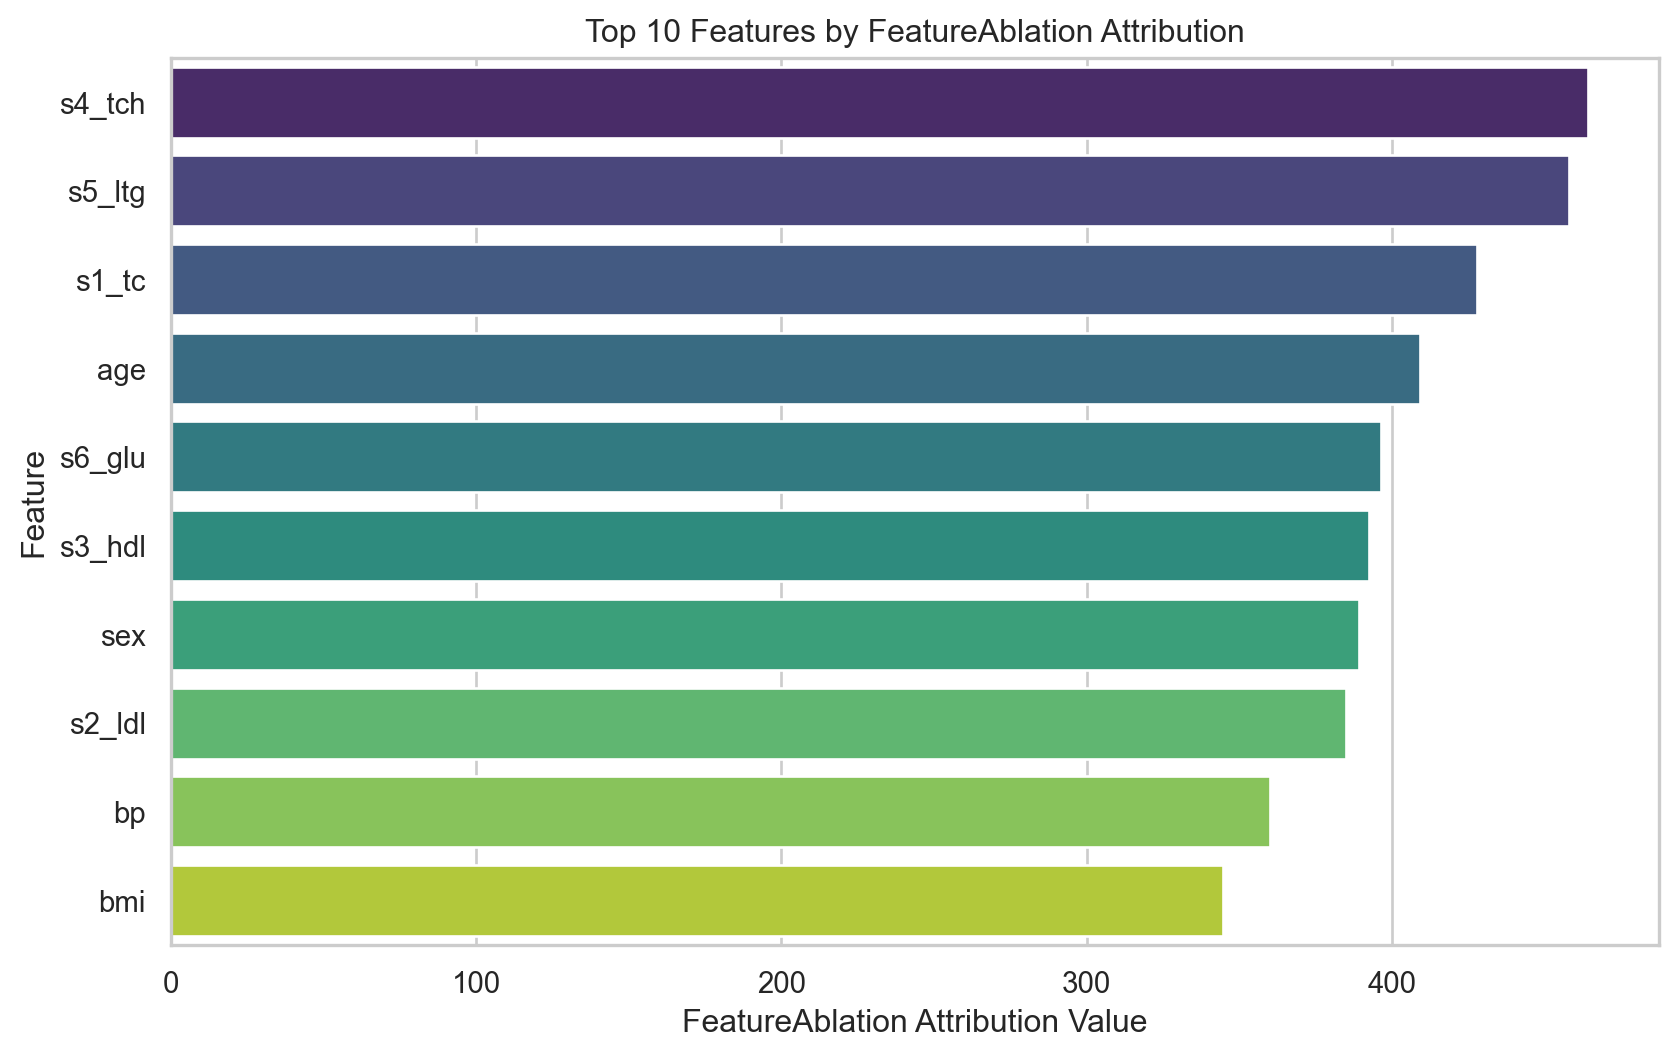 Top 10 Features by FeatureAblation Attribution
Feature
s4_tch
s5_ltg
s1_tc
age
s6_glu
s3_hdl
sex
s2_ldl
bp
bmi
0 100 200 300 400
FeatureAblation Attribution Value